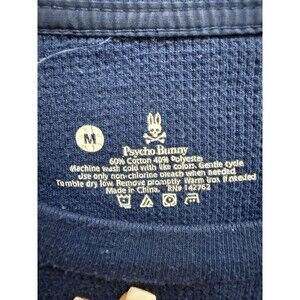 M
Psycho Bunny
60% Cotton 40% Polyester
Machine wash cold with like colors. Gentle cycle
Use only non-chlorine bleach when needed.
Tumble dry low. Remove promptly. Warm iron if needed
Made in China. RN# 142762